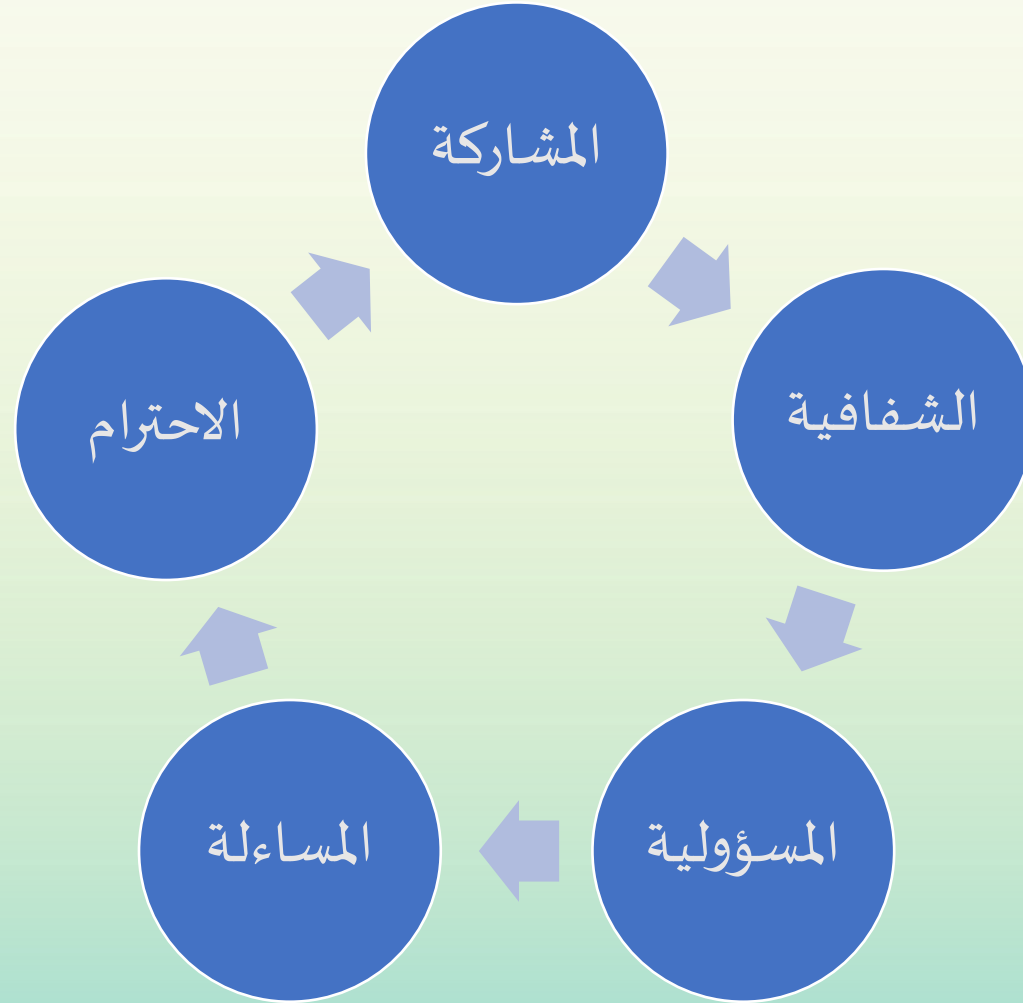 المشاركة
الشفافية
المسؤولية
المساءلة
الاحترام